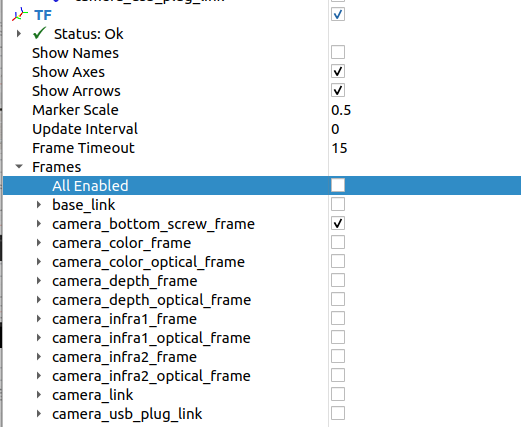 TF
Status: Ok
Show Names
Show Axes
Show Arrows
Marker Scale 0.5
Update Interval 0
Frame Timeout 15
Frames
All Enabled
base_link
camera_bottom_screw_frame
camera_color_frame
camera_color_optical_frame
camera_depth_frame
camera_depth_optical_frame
camera_infra1_frame
camera_infra1_optical_frame
camera_infra2_frame
camera_infra2_optical_frame
camera_link
camera_usb_plug_link